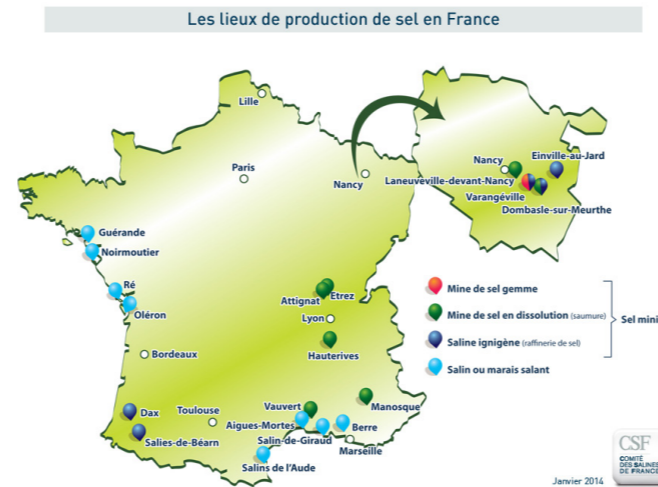 Les lieux de production de sel en France
Lille
Paris
Nancy
Nancy
Einville-au-Jard
Laneuveville-devant-Nancy
Varangéville
Dombasle-sur-Meurthe
Guérande
Noirmoutier
Ré
Oléron
Attignat
Etrez
Lyon
Hauterives
Bordeaux
Mine de sel gemme
Mine de sel en dissolution (saumure)
Sel mini
Saline ignigène (raffinerie de sel)
Salin ou marais salant
Dax
Toulouse
Salies-de-Béarn
Vauvert
Manosque
Aigues-Mortes
Berre
Salin-de-Giraud
Marseille
Salins de l'Aude
CSF
COMITÉ
DES SALINES
DE FRANCE
Janvier 2014